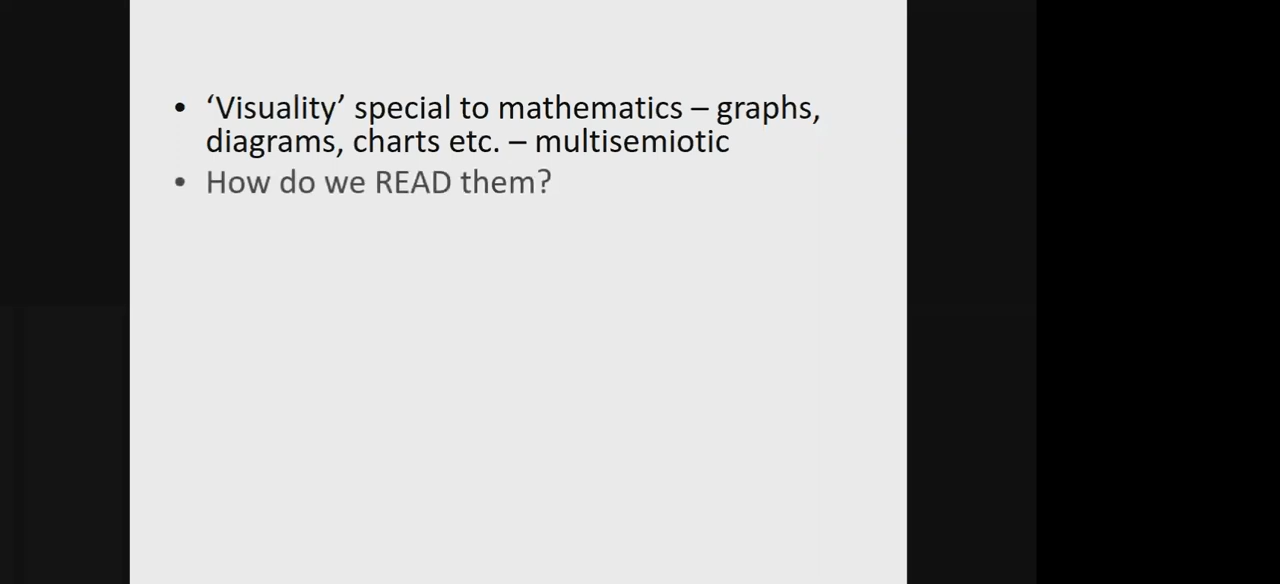 • ‘Visuality’ special to mathematics – graphs,
diagrams, charts etc. – multisemiotic
• How do we READ them?